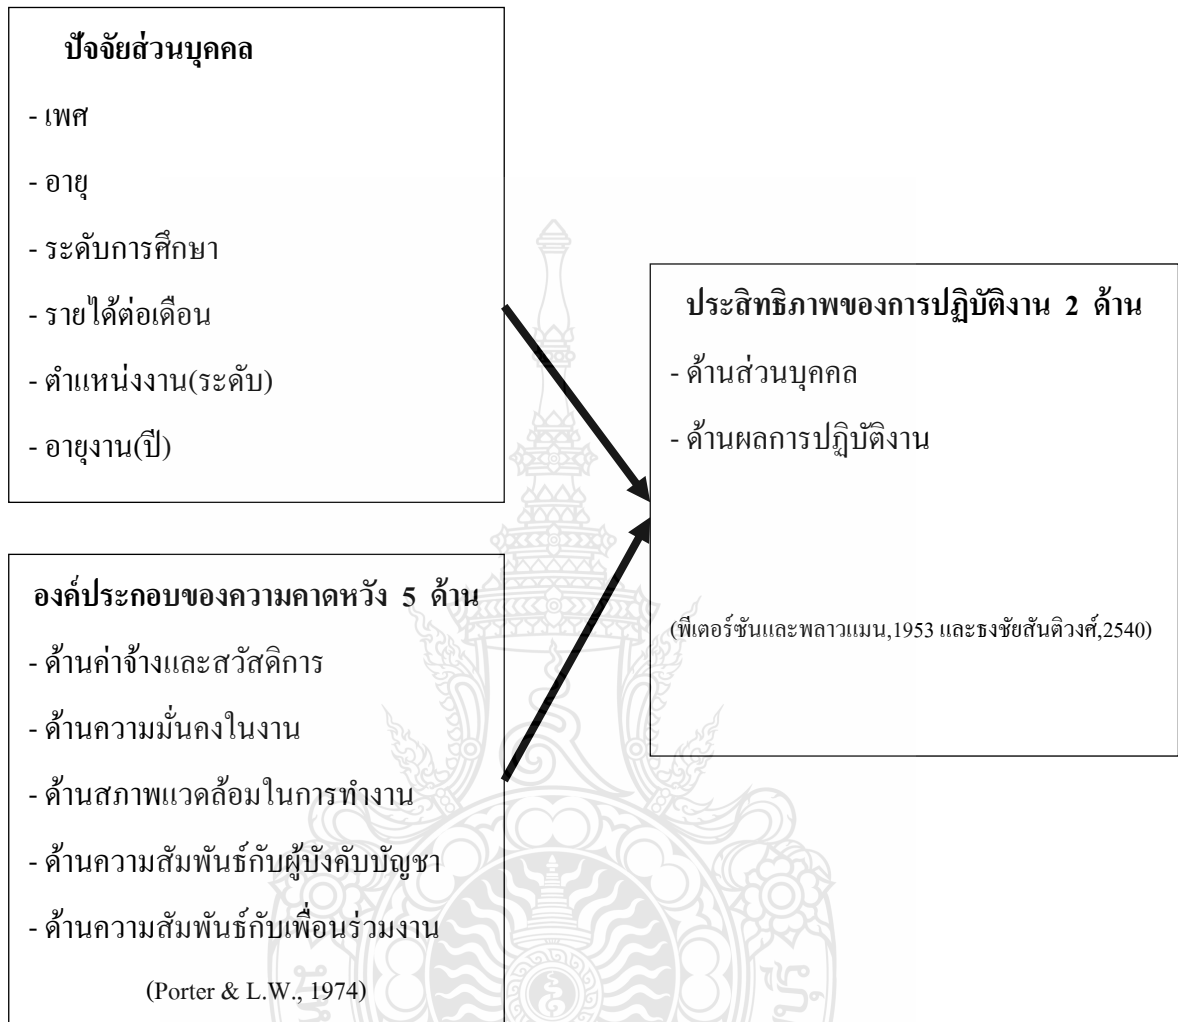 ปัจจัยส่วนบุคคล
- เพศ
- อายุ
- ระดับการศึกษา
- รายได้ต่อเดือน
- ตำแหน่งงาน(ระดับ)
- อายุงาน(ปี)
องค์ประกอบของความคาดหวัง 5 ด้าน
- ด้านค่าจ้างและสวัสดิการ
- ด้านความมั่นคงในงาน
- ด้านสภาพแวดล้อมในการทำงาน
- ด้านความสัมพันธ์กับผู้บังคับบัญชา
- ด้านความสัมพันธ์กับเพื่อนร่วมงาน
(Porter & L.W., 1974)
ประสิทธิภาพของการปฏิบัติงาน 2 ด้าน
- ด้านส่วนบุคคล
- ด้านผลการปฏิบัติงาน
(พีเตอร์ซันและพลาวแมน,1953 และธงชัยสันติวงศ์,2540)